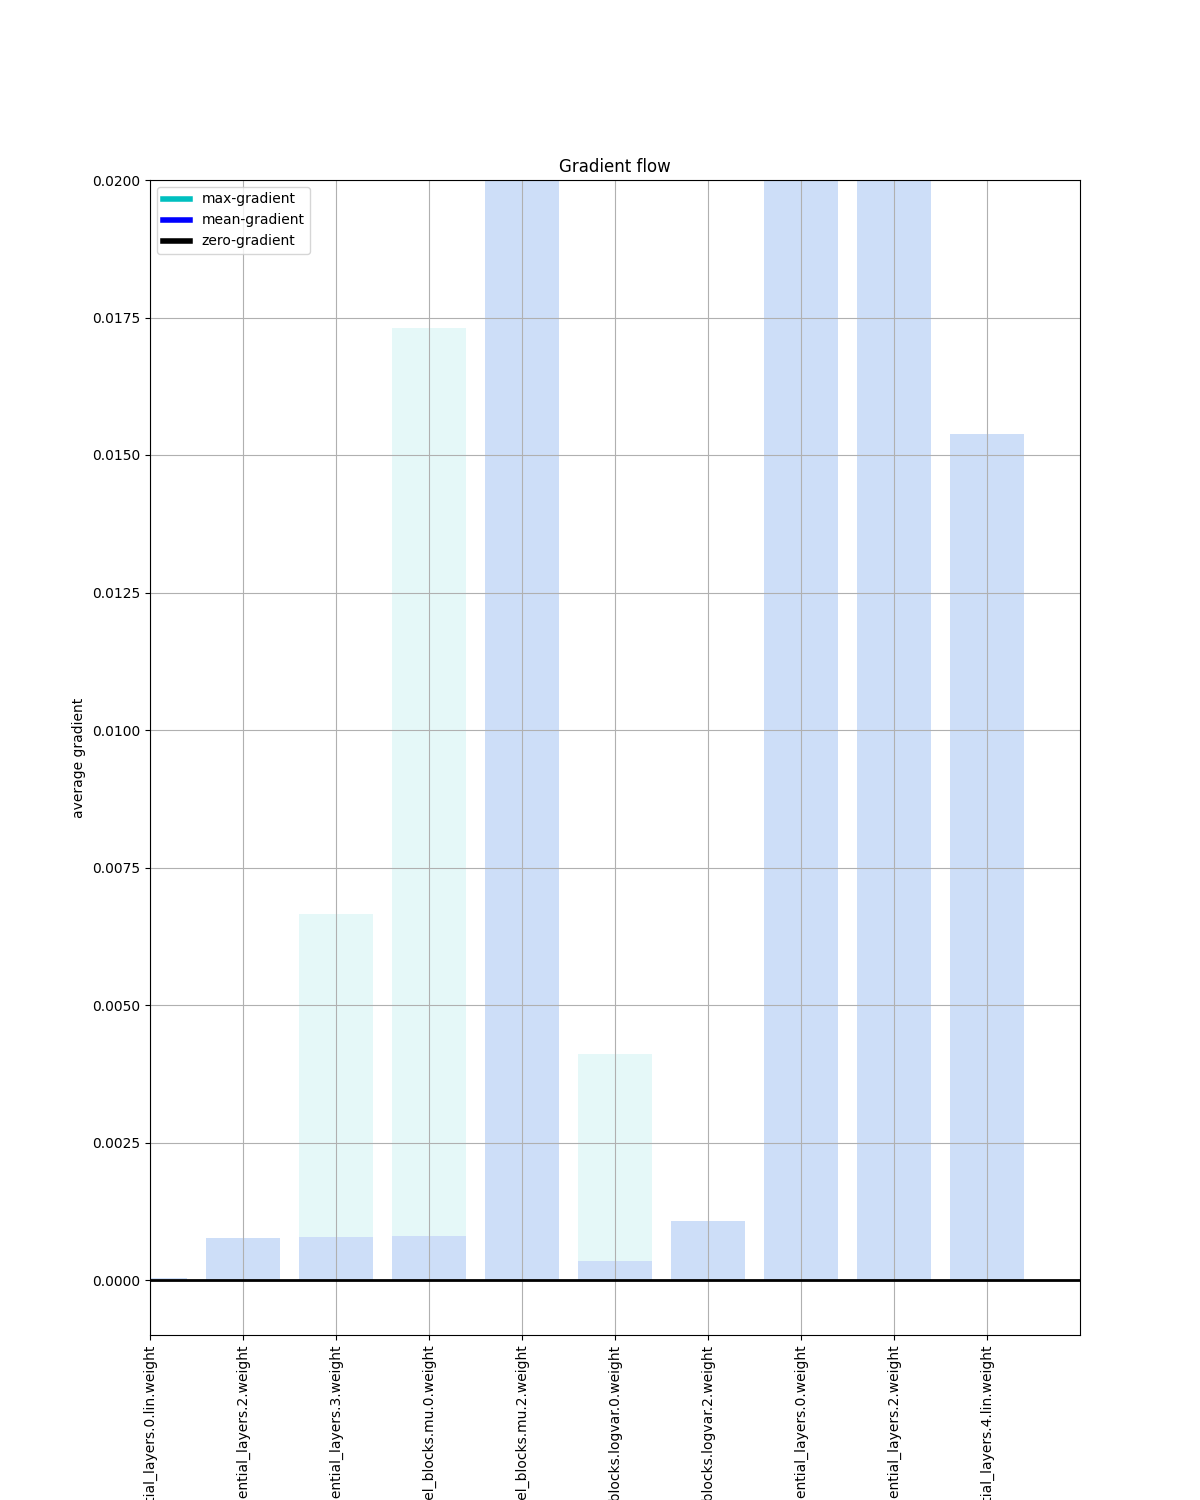 Gradient flow
max-gradient
mean-gradient
zero-gradient
average gradient
0.0200
0.0175
0.0150
0.0125
0.0100
0.0075
0.0050
0.0025
0.0000
tial_layers.0.lin.weight
ential_layers.2.weight
ential_layers.3.weight
el_blocks.mu.0.weight
el_blocks.mu.2.weight
blocks.logvar.0.weight
blocks.logvar.2.weight
ential_layers.0.weight
ential_layers.2.weight
tial_layers.4.lin.weight